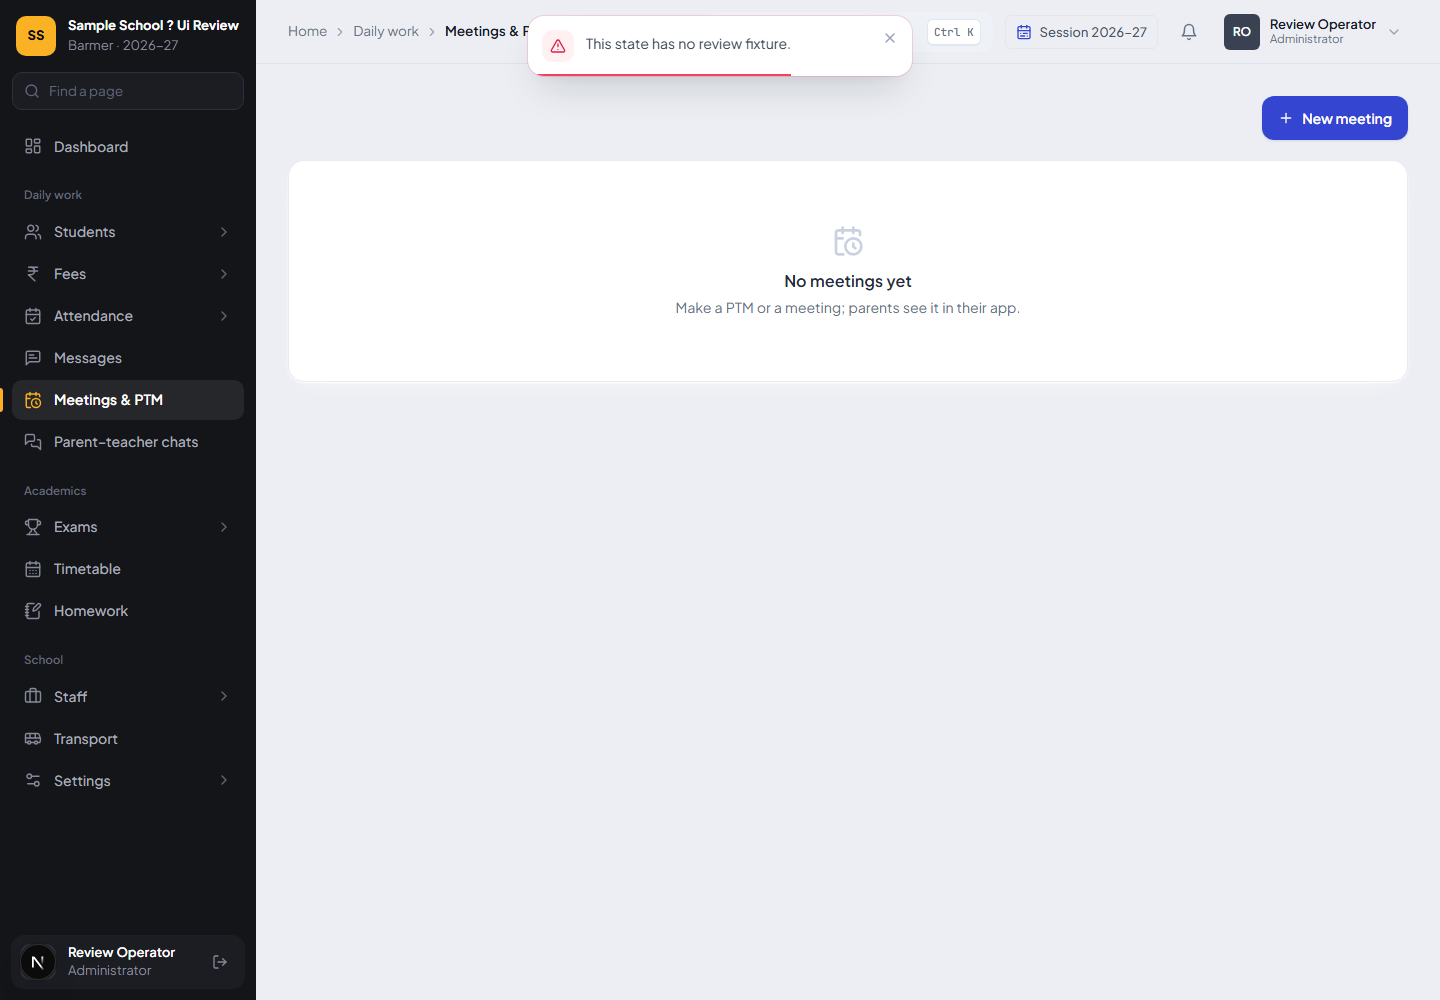 SS
Sample School ? Ui Review
Barmer · 2026-27
Find a page
Dashboard
Daily work
Students
Fees
Attendance
Messages
Meetings & PTM
Parent-teacher chats
Academics
Exams
Timetable
Homework
School
Staff
Transport
Settings
Review Operator
Administrator
Home
Daily work
Meetings &
This state has no review fixture.
Ctrl K
Session 2026-27
RO
Review Operator
Administrator
New meeting
No meetings yet
Make a PTM or a meeting; parents see it in their app.